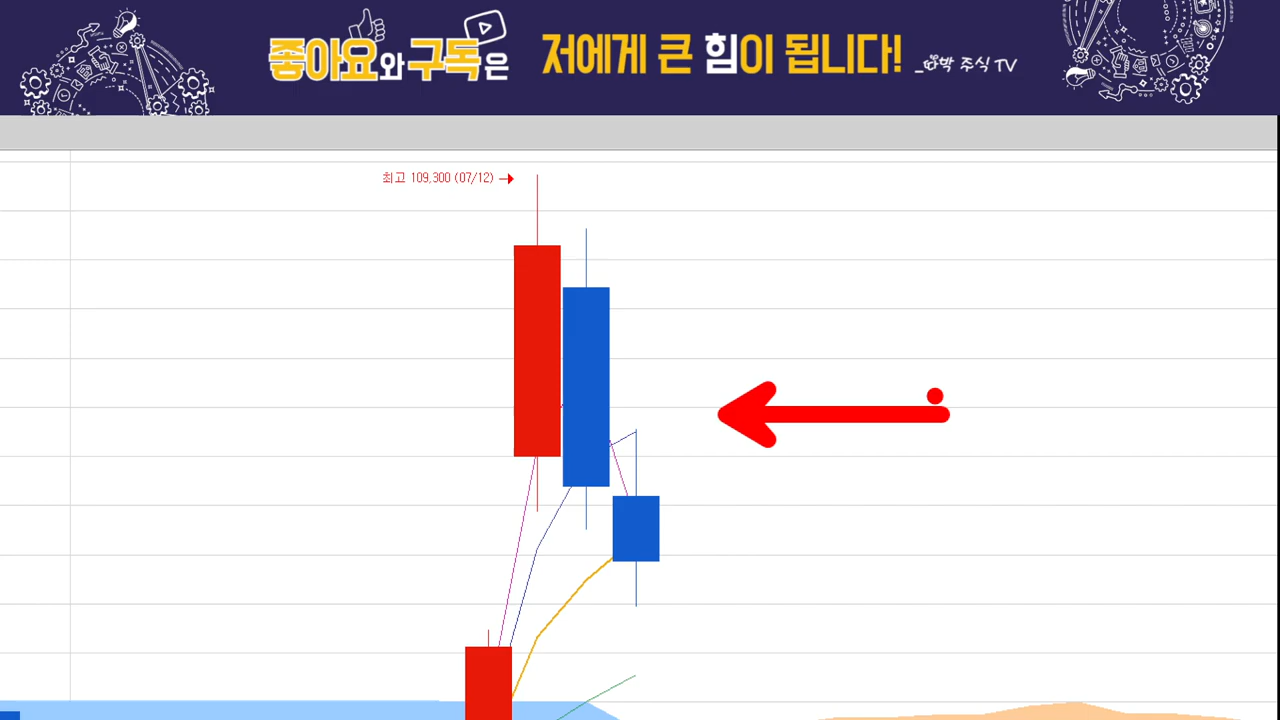 좋아요와 구독은 저에게 큰 힘이 됩니다!
박 주식 TV
최고 109,300 (07/12)